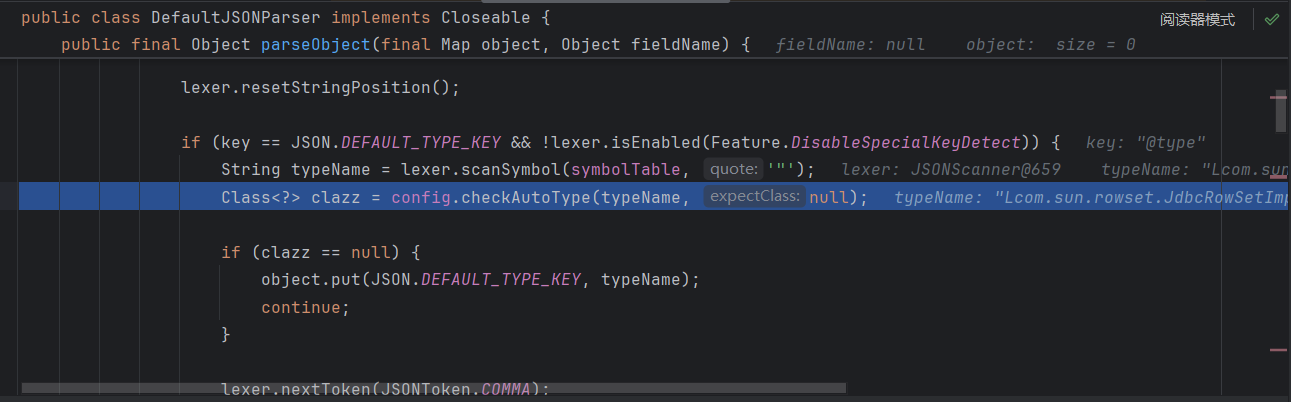 public class DefaultJSONParser implements Closeable {
阅读器模式
public final Object parseObject(final Map object, Object fieldName) { fieldName: null object: size = 0
lexer.resetStringPosition();
if (key == JSON.DEFAULT_TYPE_KEY && !lexer.isEnabled(Feature.DisableSpecialKeyDetect)) { key: "@type"
String typeName = lexer.scanSymbol(symbolTable, quote: '"'); lexer: JSONScanner@659 typeName: "Lcom.sun
Class<?> clazz = config.checkAutoType(typeName, expectClass: null); typeName: "Lcom.sun.rowset.JdbcRowSetImp
if (clazz == null) {
object.put(JSON.DEFAULT_TYPE_KEY, typeName);
continue;
}
lexer.nextToken(JSONToken.COMMA);